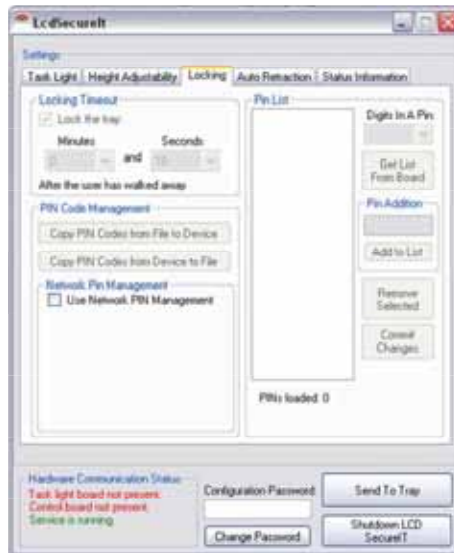 LcdSecureIt
Settings
Task Light
Height Adjustability
Locking
Auto Retraction
Status Information
Locking Timeout
Lock the tray
Minutes
Seconds
and
After the user has walked away
PIN Code Management
Copy PIN Codes from File to Device
Copy PIN Codes from Device to File
Network Pin Management
Use Network PIN Management
Pin List
PINs loaded: 0
Digits In A Pin:
Get List
From Board
Pin Addition
Add to List
Remove
Selected
Commit
Changes
Hardware Communication Status:
Task light board not present.
Control board not present.
Service is running.
Configuration Password
Change Password
Send To Tray
Shutdown LCD
SecureIT